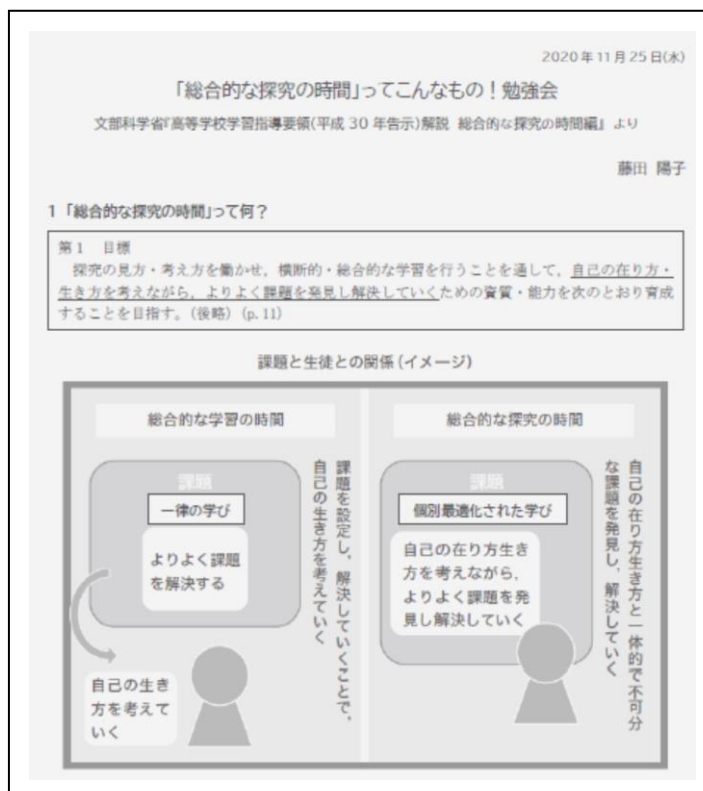 2020年11月25日(水)
「総合的な探究の時間」ってこんなもの!勉強会
文部科学省『高等学校学習指導要領(平成30年告示)解説 総合的な探究の時間編』より
藤田 陽子
1「総合的な探究の時間」って何?
第1 目標
探究の見方・考え方を働かせ,横断的・総合的な学習を行うことを通して,自己の在り方・
生き方を考えながら,よりよく課題を発見し解決していくための資質・能力を次のとおり育成
することを目指す。(後略)(p.11)
課題と生徒との関係(イメージ)
総合的な学習の時間
課題
一律の学び
よりよく課題
を解決する
自己の生き
方を考えて
いく
課題を設定し,解決していくことで,
自己の生き方を考えていく
総合的な探究の時間
課題
個別最適化された学び
自己の在り方生き
方を考えながら,
よりよく課題を発
見し解決していく
自己の在り方生き方と一体的で不可分
な課題を発見し,解決していく